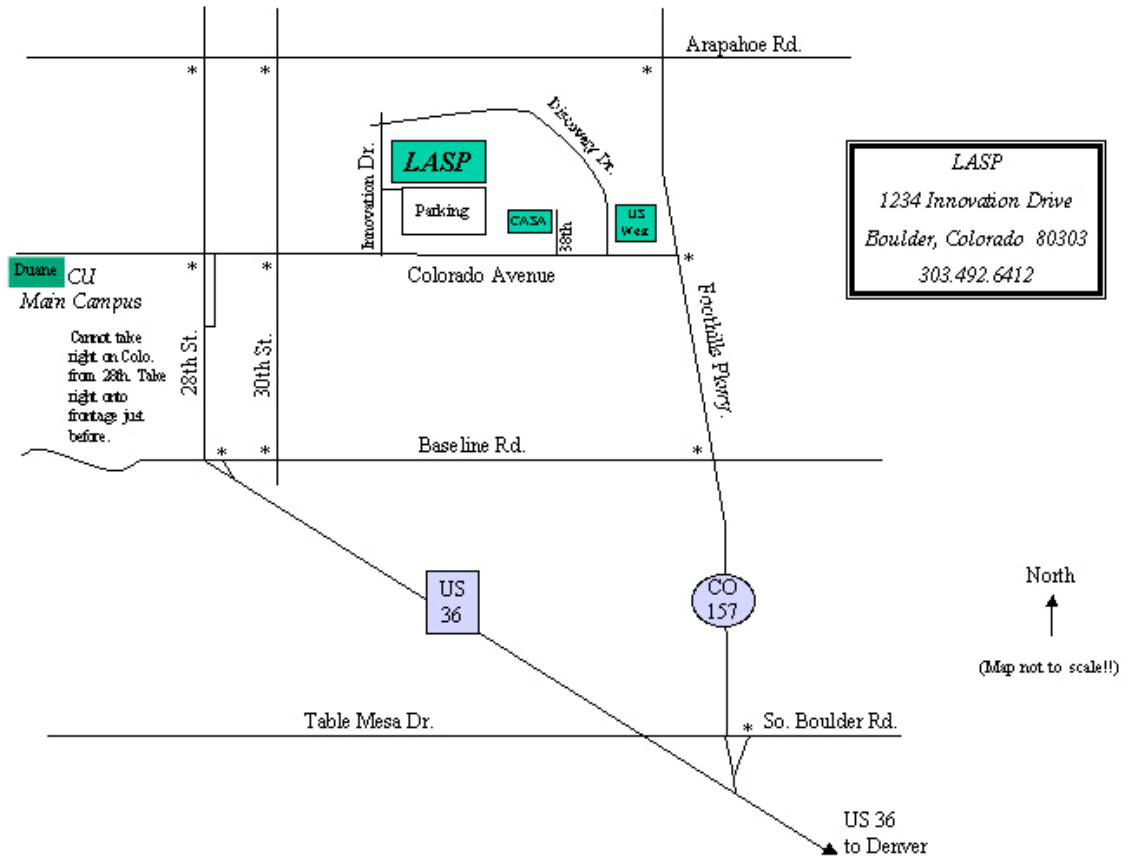 Arapahoe Rd.
*
*
*
Discovery Dr.
Innovation Dr.
LASP
Parking
CASA
38th
US
West
LASP
1234 Innovation Drive
Boulder, Colorado 80303
303.492.6412
Duane
CU
Main Campus
*
*
*
Colorado Avenue
Cannot take
right on Colo.
from 28th. Take
right onto
frontage just
before.
28th St.
30th St.
Foothills Pkwy.
*
*
*
Baseline Rd.
US
36
CO
157
North
(Map not to scale!!)
Table Mesa Dr.
*
So. Boulder Rd.
US 36
to Denver